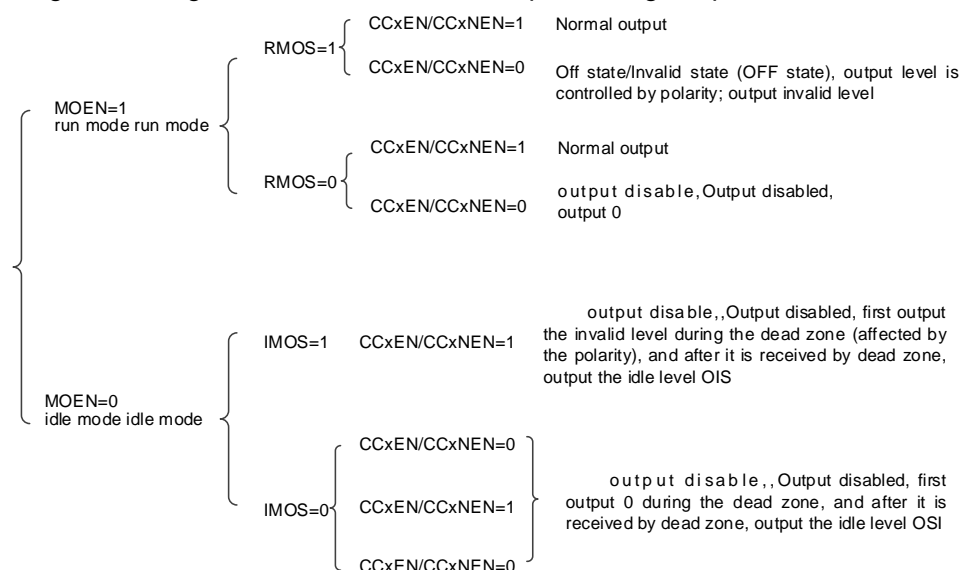 RMOS=1
CCxEN/CCxNEN=1 Normal output
CCxEN/CCxNEN=0 Off state/Invalid state (OFF state), output level is
controlled by polarity; output invalid level
MOEN=1
run mode run mode
RMOS=0
CCxEN/CCxNEN=1 Normal output
CCxEN/CCxNEN=0 output disable,Output disabled,
output 0
MOEN=0
idle mode idle mode
IMOS=1 CCxEN/CCxNEN=1
output disable,,Output disabled, first output
the invalid level during the dead zone (affected by
the polarity), and after it is received by dead zone,
output the idle level OIS
IMOS=0
CCxEN/CCxNEN=0
CCxEN/CCxNEN=1
CCxEN/CCxNEN=0
output disable,,Output disabled, first
output 0 during the dead zone, and after it is
received by dead zone, output the idle level OSI